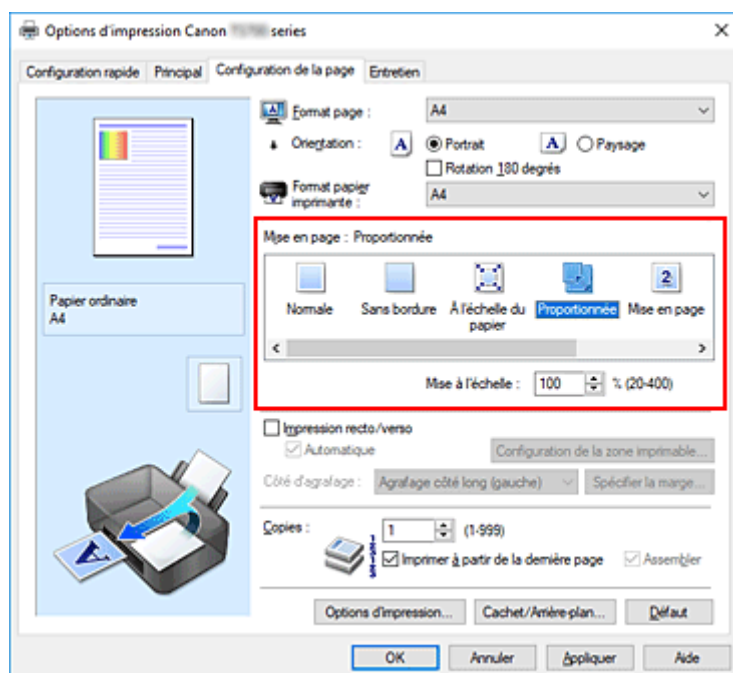 Options d'impression Canon series
Configuration rapide Principal Configuration de la page Entretien
Format page : A4
Orientation : A Portrait A Paysage
Rotation 180 degrés
Format papier imprimante : A4
Mise en page : Proportionnée
2
Normale Sans bordure À l'échelle du papier Proportionnée Mise en page
Mise à l'échelle : 100 % (20-400)
Papier ordinaire
A4
Impression recto/verso
Automatique Configuration de la zone imprimable...
Côté d'agrafage : Agrafage côté long (gauche) Spécifier la marge...
Copies : 1 (1-999)
Imprimer à partir de la dernière page Assembler
A
Options d'impression... Cachet/Arrière-plan... Défaut
OK Annuler Appliquer Aide